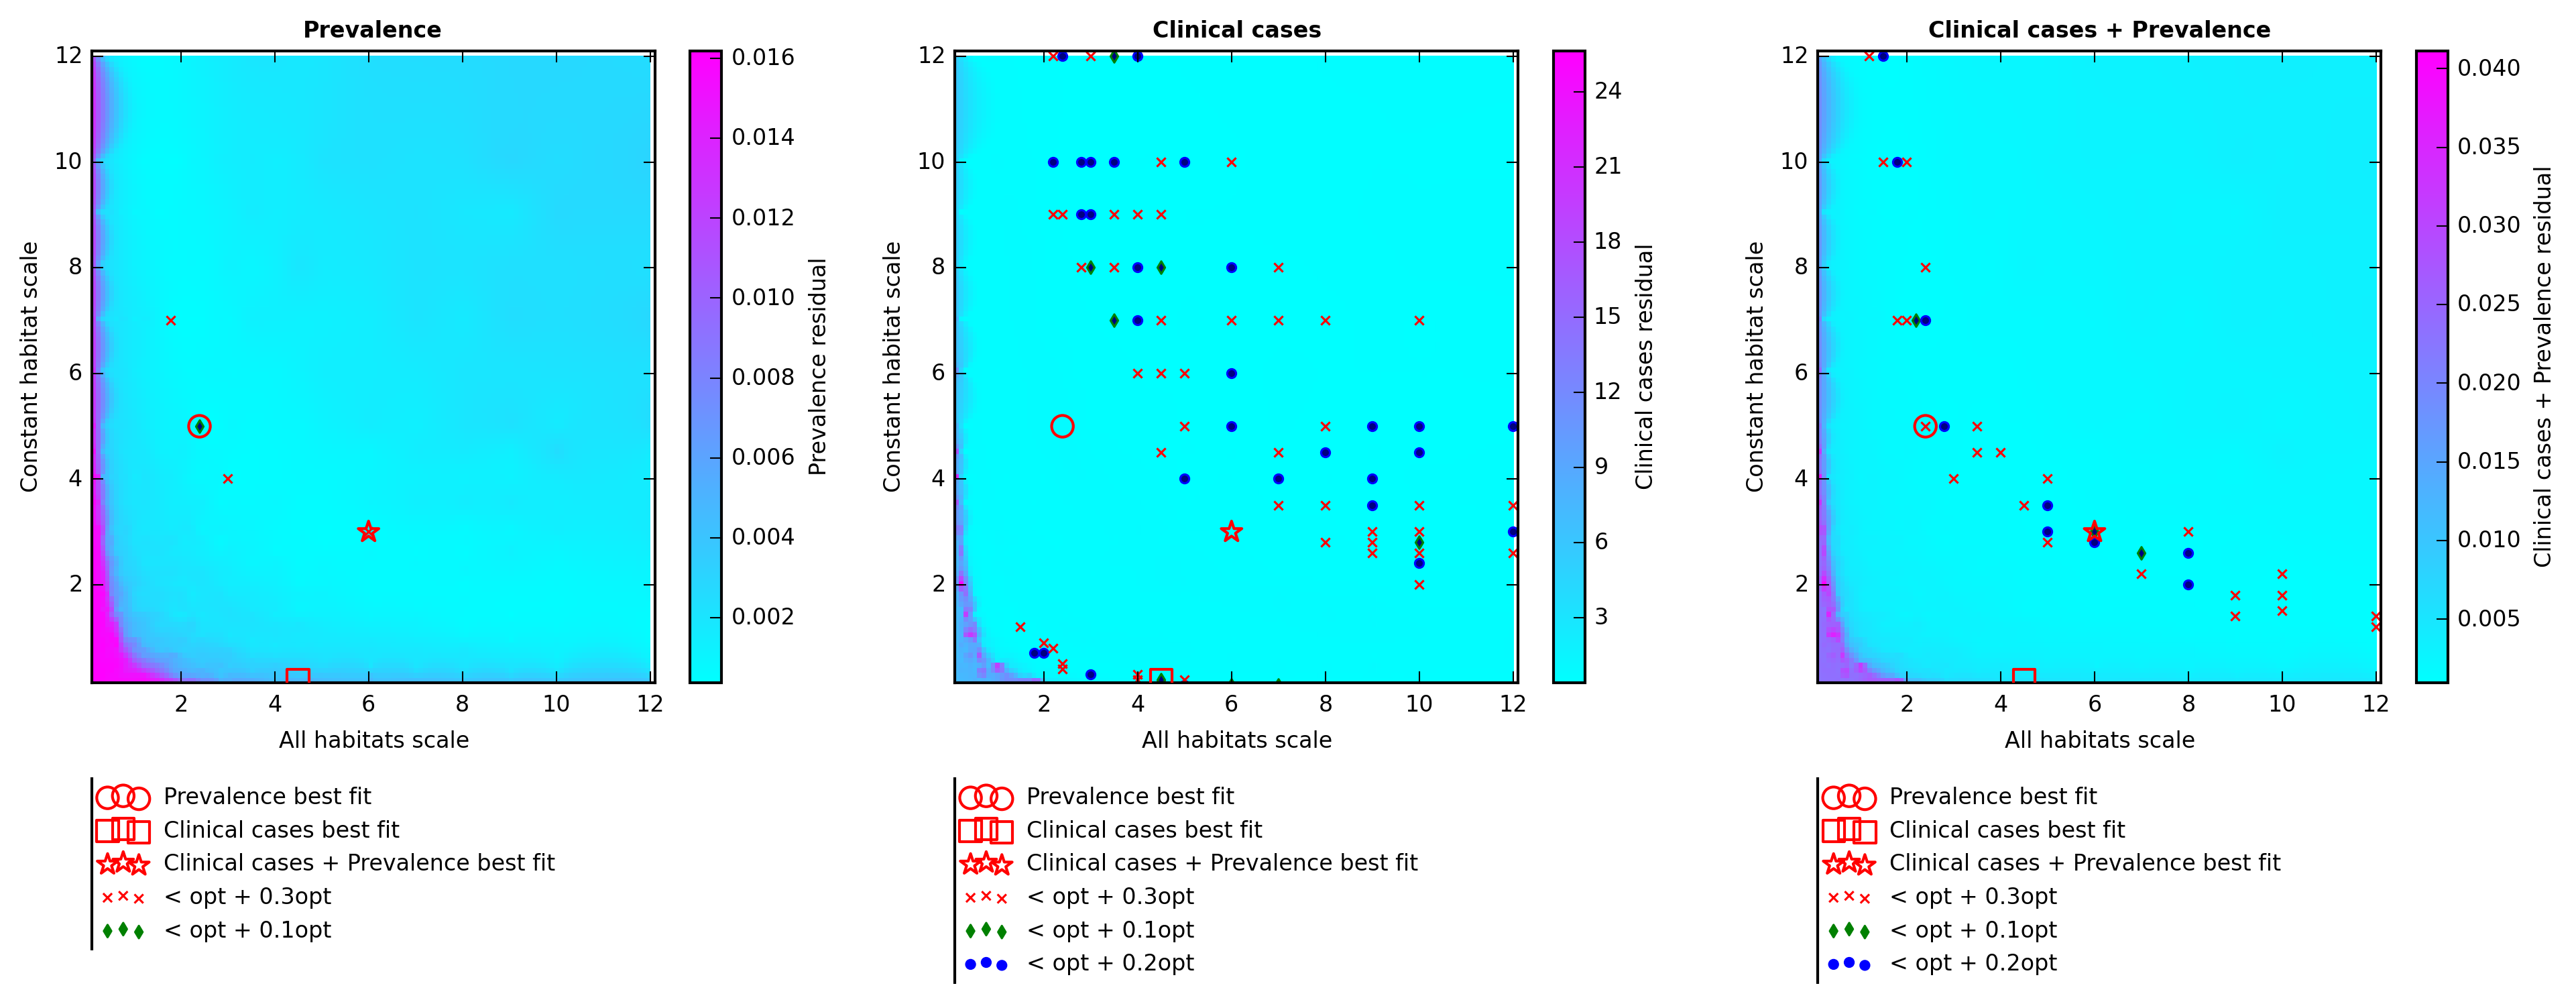 Prevalence
12
10
8
6
4
2
Constant habitat scale
2 4 6 8 10 12
All habitats scale
0.016
0.014
0.012
0.010
0.008
0.006
0.004
0.002
Prevalence residual
Prevalence best fit
Clinical cases best fit
Clinical cases + Prevalence best fit
< opt + 0.3opt
< opt + 0.1opt
Clinical cases
12
10
8
6
4
2
Constant habitat scale
2 4 6 8 10 12
All habitats scale
24
21
18
15
12
9
6
3
Clinical cases residual
Prevalence best fit
Clinical cases best fit
Clinical cases + Prevalence best fit
< opt + 0.3opt
< opt + 0.1opt
< opt + 0.2opt
Clinical cases + Prevalence
12
10
8
6
4
2
Constant habitat scale
2 4 6 8 10 12
All habitats scale
0.040
0.035
0.030
0.025
0.020
0.015
0.010
0.005
Clinical cases + Prevalence residual
Prevalence best fit
Clinical cases best fit
Clinical cases + Prevalence best fit
< opt + 0.3opt
< opt + 0.1opt
< opt + 0.2opt